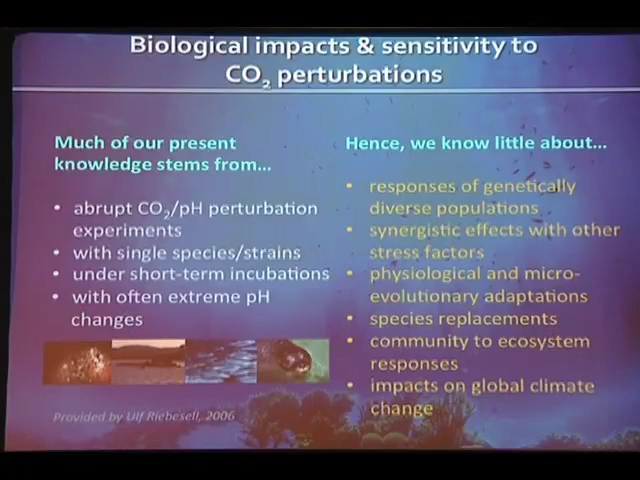 Biological impacts & sensitivity to
CO₂ perturbations
Much of our present
knowledge stems from...
• abrupt CO₂/pH perturbation
experiments
• with single species/strains
• under short-term incubations
• with often extreme pH
changes
Provided by Ulf Riebesell, 2006
Hence, we know little about...
• responses of genetically
diverse populations
• synergistic effects with other
stress factors
• physiological and micro-
evolutionary adaptations
• species replacements
• community to ecosystem
responses
• impacts on global climate
change